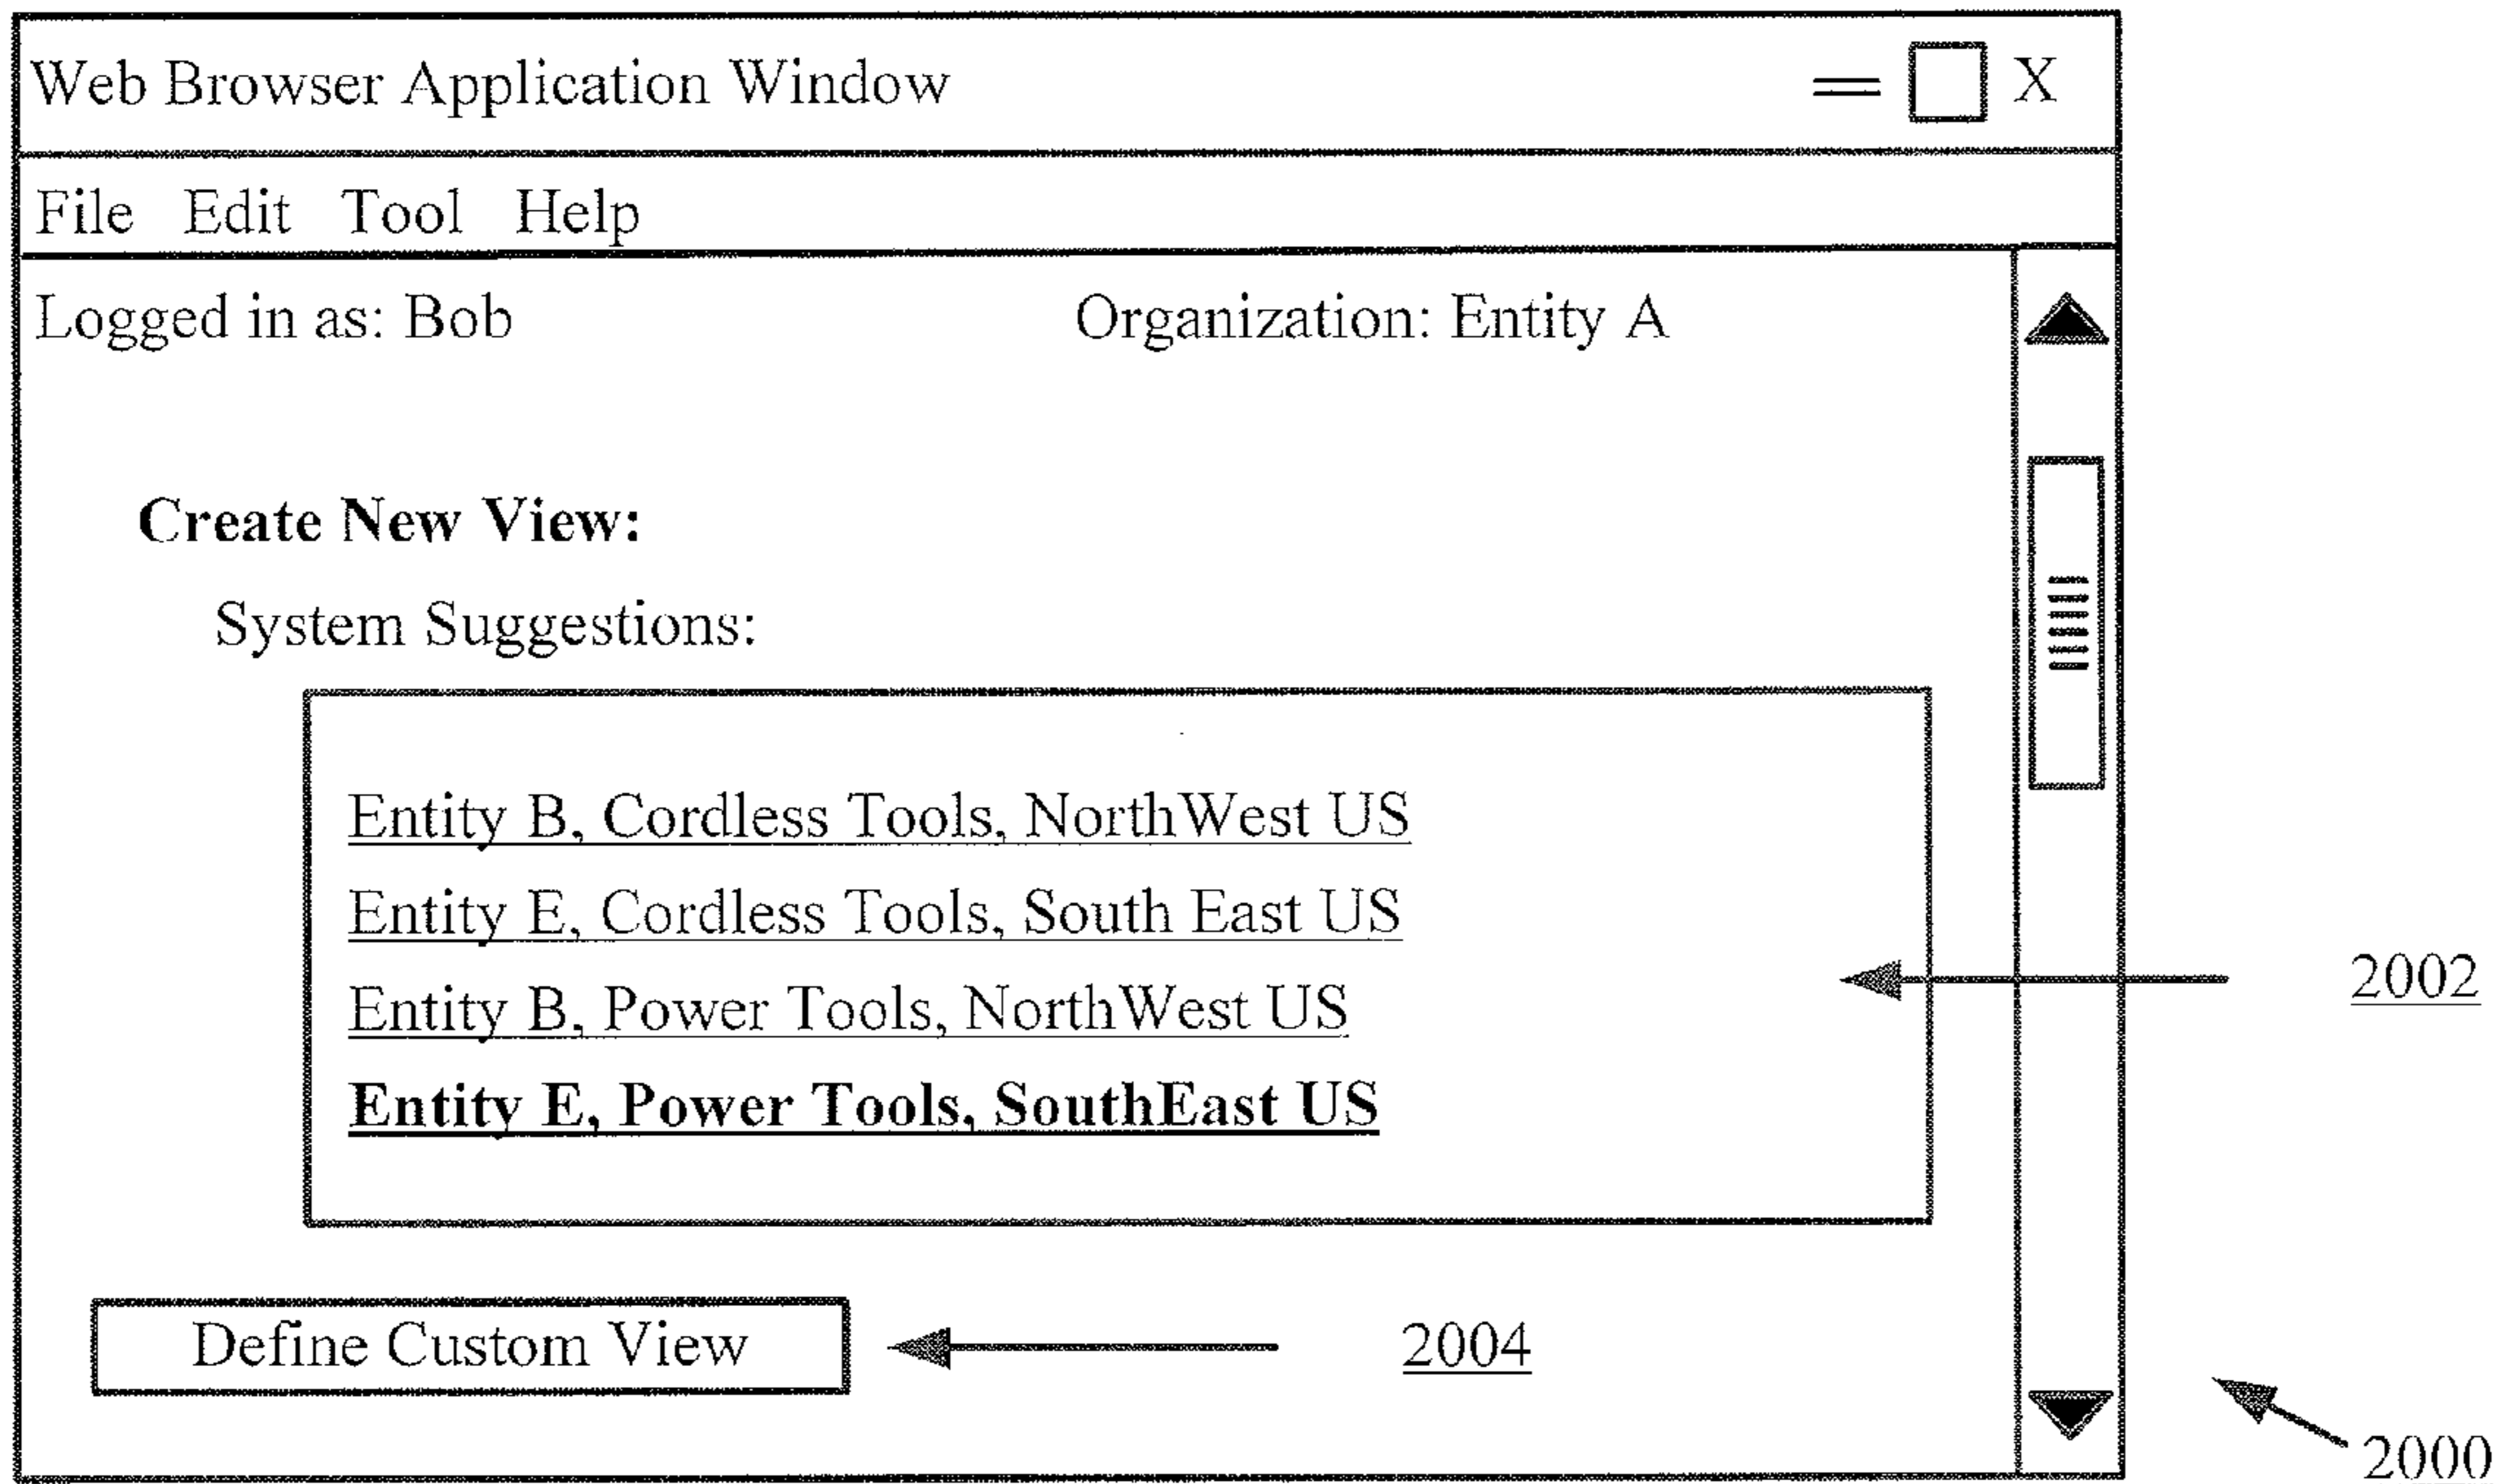 Web Browser Application Window X
File Edit Tool Help
Logged in as: Bob Organization: Entity A
Create New View:
System Suggestions:
Entity B, Cordless Tools, NorthWest US
Entity E, Cordless Tools, South East US
2002
Entity B, Power Tools, NorthWest US
Entity E, Power Tools, SouthEast US
Define Custom View 2004
2000